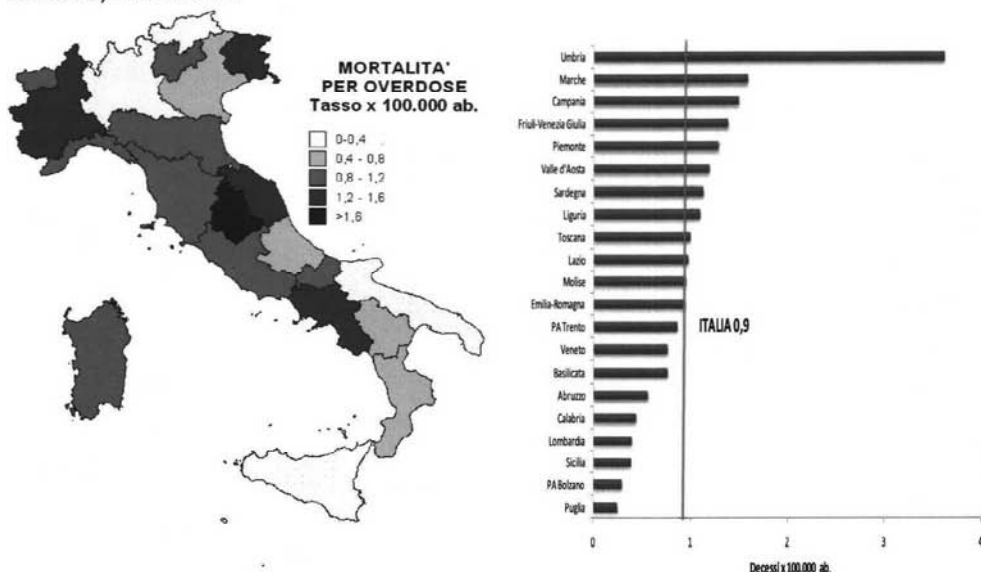 MORTALITA'
PER OVERDOSE
Tasso x 100.000 ab.
0-0,4
0,4 - 0,8
0,8 - 1,2
1,2 - 1,6
>1,6
Umbria
Marche
Campania
Friuli-Venezia Giulia
Piemonte
Valle d'Aosta
Sardegna
Liguria
Toscana
Lazio
Molise
Emilia-Romagna
PA Trento
Veneto
Basilicata
Abruzzo
Calabria
Lombardia
Sicilia
PA Bolzano
Puglia
ITALIA 0,9
0 1 2 3 4
Decessi x 100.000 ab.